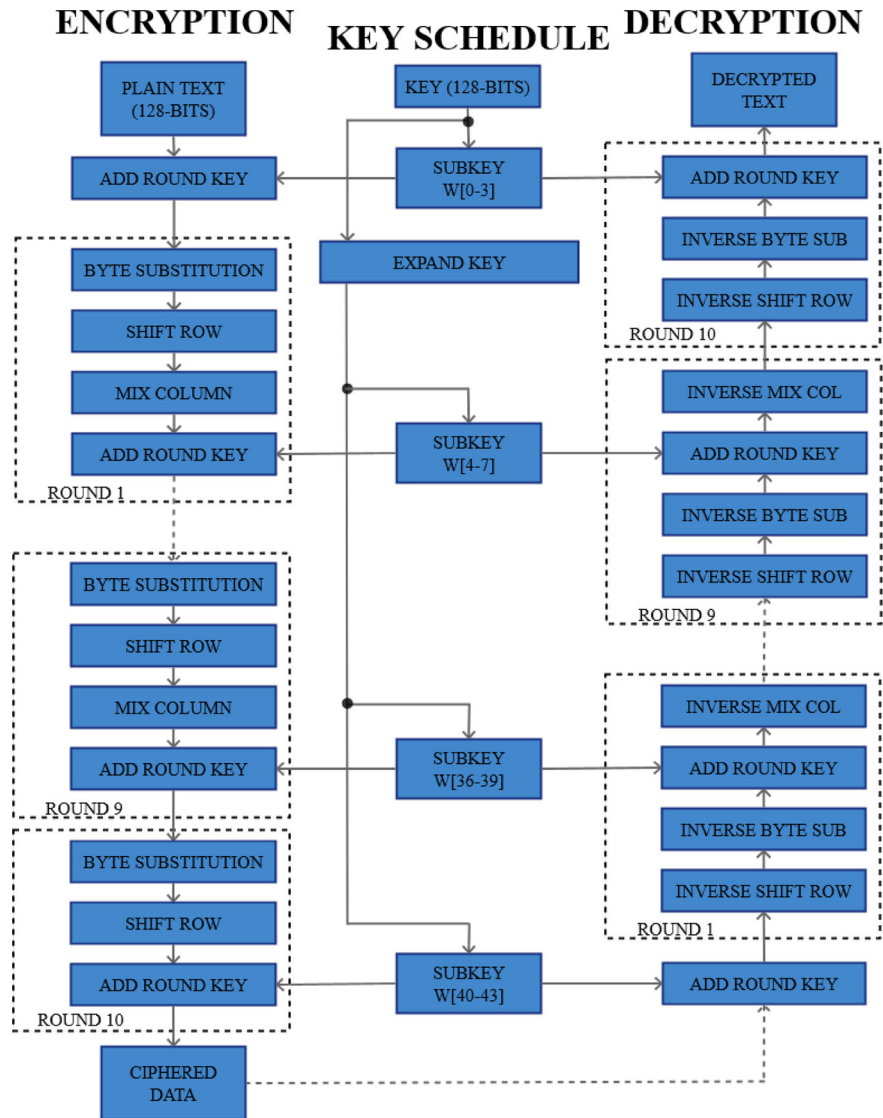 ENCRYPTION
PLAIN TEXT
(128-BITS)
ADD ROUND KEY
BYTE SUBSTITUTION
SHIFT ROW
MIX COLUMN
ADD ROUND KEY
ROUND 1
BYTE SUBSTITUTION
SHIFT ROW
MIX COLUMN
ADD ROUND KEY
ROUND 9
BYTE SUBSTITUTION
SHIFT ROW
ADD ROUND KEY
ROUND 10
CIPHERED
DATA
KEY SCHEDULE
KEY (128-BITS)
SUBKEY
W[0-3]
EXPAND KEY
SUBKEY
W[4-7]
SUBKEY
W[36-39]
SUBKEY
W[40-43]
DECRYPTION
DECRYPTED
TEXT
ADD ROUND KEY
INVERSE BYTE SUB
INVERSE SHIFT ROW
ROUND 10
INVERSE MIX COL
ADD ROUND KEY
INVERSE BYTE SUB
INVERSE SHIFT ROW
ROUND 9
INVERSE MIX COL
ADD ROUND KEY
INVERSE BYTE SUB
INVERSE SHIFT ROW
ROUND 1
ADD ROUND KEY